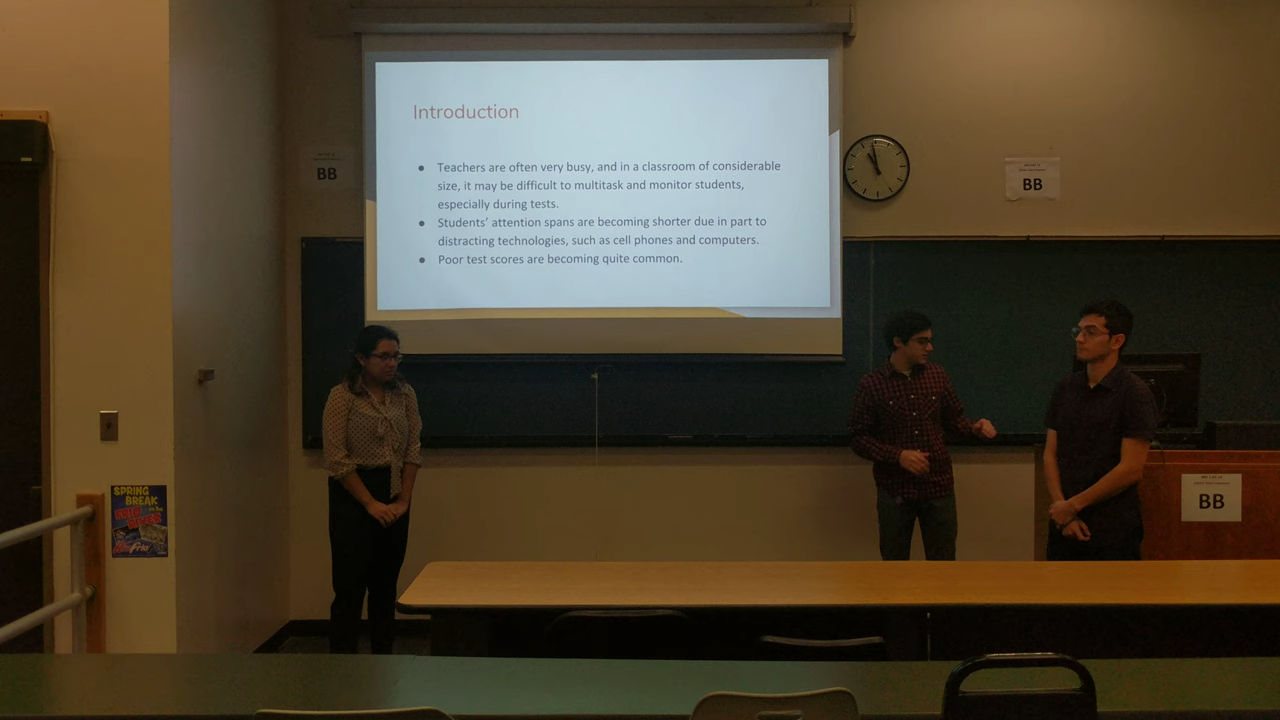 Introduction
● Teachers are often very busy, and in a classroom of considerable
size, it may be difficult to multitask and monitor students,
especially during tests.
● Students' attention spans are becoming shorter due in part to
distracting technologies, such as cell phones and computers.
● Poor test scores are becoming quite common.
BB
BB
BB
SPRING
BREAK